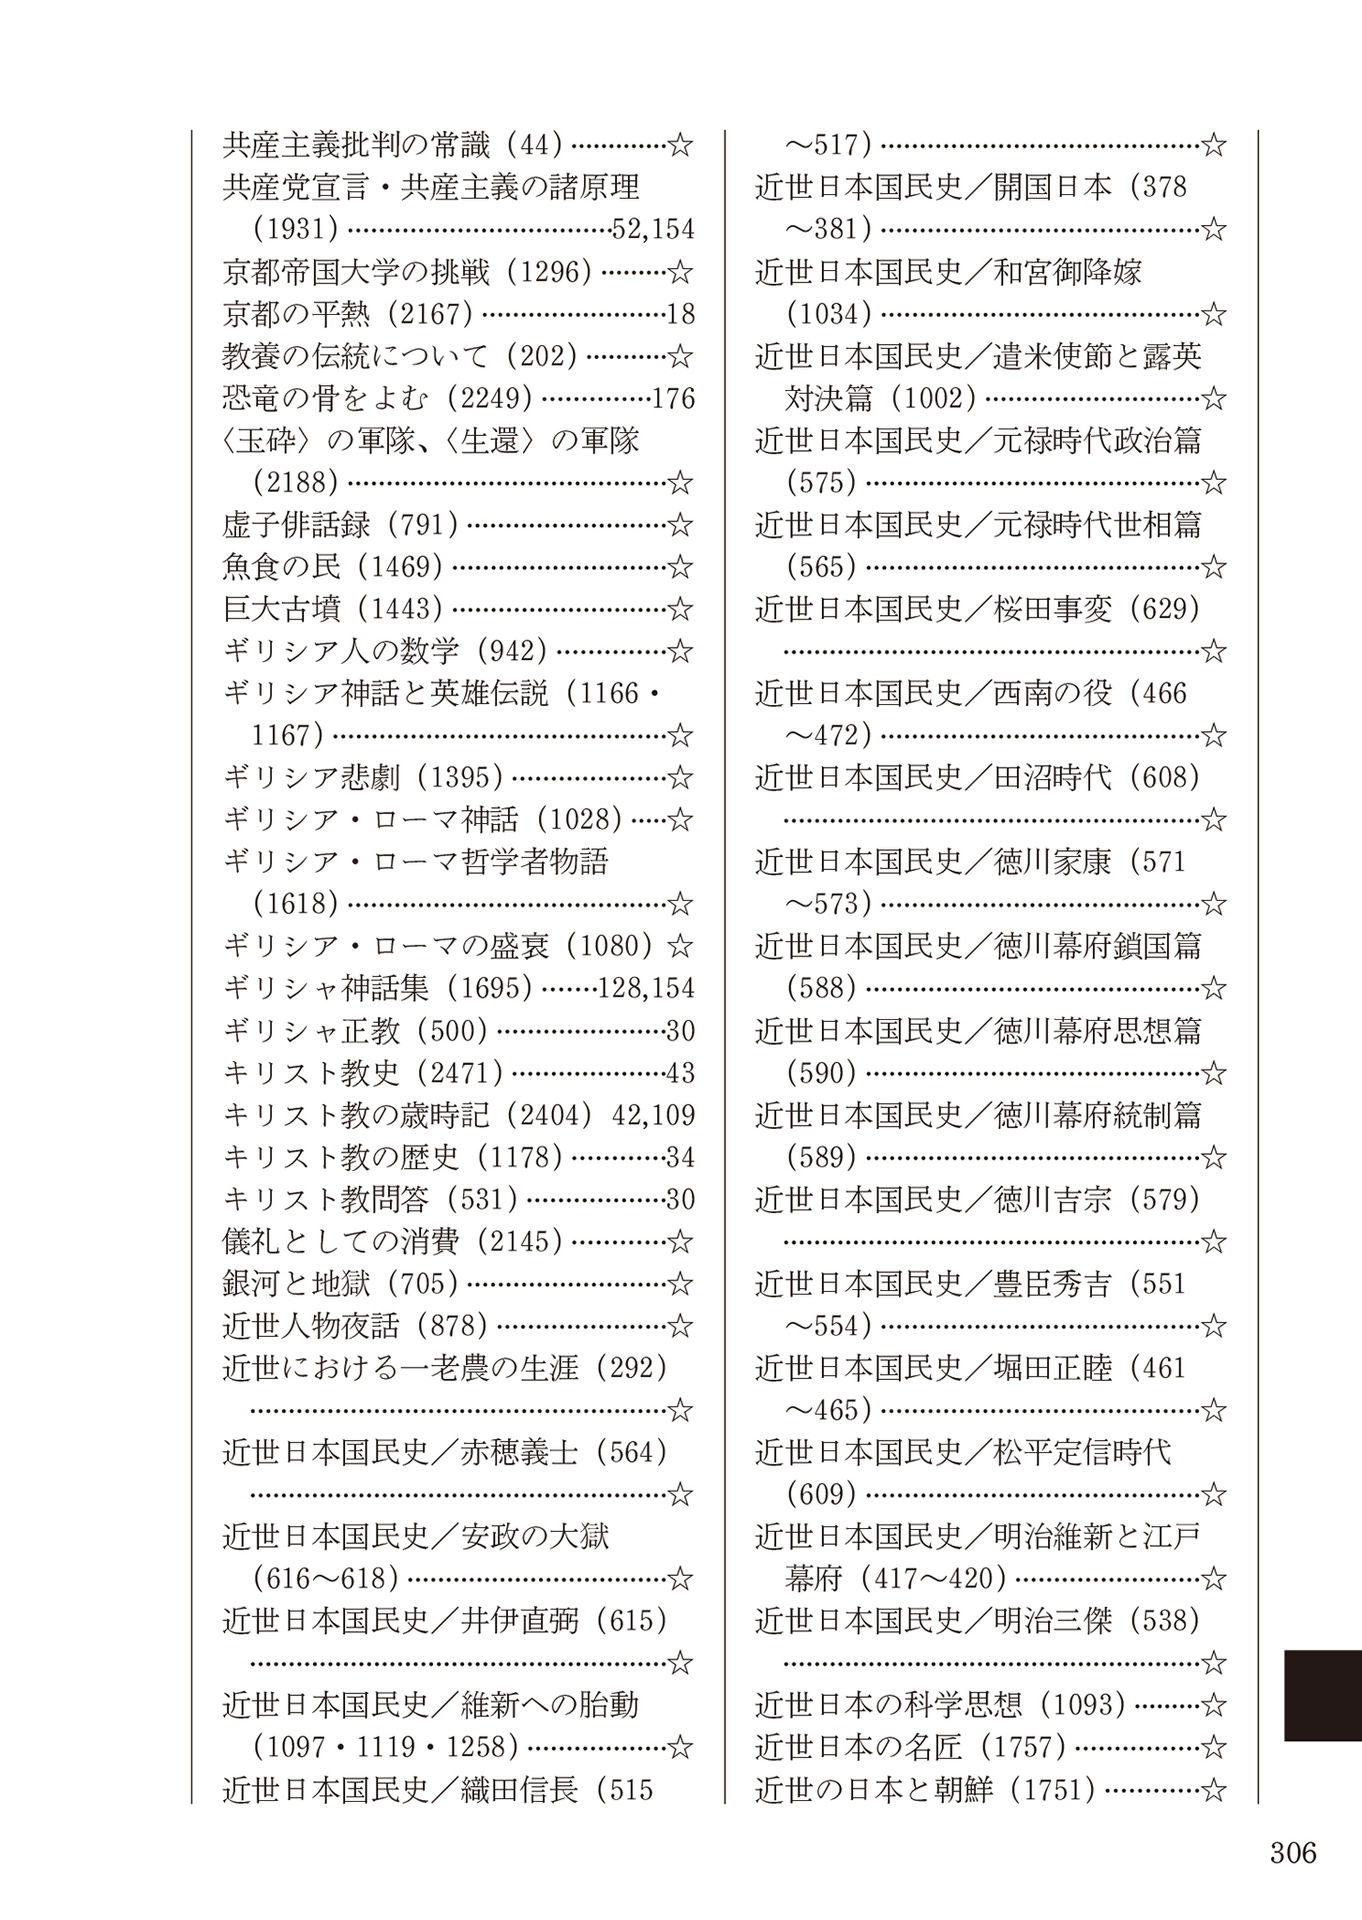 共産主義批判の常識（44）…………☆
共産党宣言・共産主義の諸原理
（1931）……………………………52,154
京都帝国大学の挑戦（1296）………☆
京都の平熱（2167）……………………18
教養の伝統について（202）…………☆
恐竜の骨をよむ（2249）……………176
〈玉砕〉の軍隊、〈生還〉の軍隊
（2188）……………………………………☆
虚子俳話録（791）………………………☆
魚食の民（1469）………………………☆
巨大古墳（1443）………………………☆
ギリシア人の数学（942）……………☆
ギリシア神話と英雄伝説（1166・
1167）……………………………………☆
ギリシア悲劇（1395）…………………☆
ギリシア・ローマ神話（1028）……☆
ギリシア・ローマ哲学者物語
（1618）……………………………………☆
ギリシア・ローマの盛衰（1080）☆
ギリシャ神話集（1695）………128,154
ギリシャ正教（500）……………………30
キリスト教史（2471）…………………43
キリスト教の歳時記（2404）42,109
キリスト教の歴史（1178）…………34
キリスト教問答（531）………………30
儀礼としての消費（2145）…………☆
銀河と地獄（705）………………………☆
近世人物夜話（878）……………………☆
近世における一老農の生涯（292）
………………………………………………☆
近世日本国民史／赤穂義士（564）
………………………………………………☆
近世日本国民史／安政の大獄
（616～618）……………………………☆
近世日本国民史／井伊直弼（615）
………………………………………………☆
近世日本国民史／維新への胎動
（1097・1119・1258）………………☆
近世日本国民史／織田信長（515
～517）……………………………………☆
近世日本国民史／開国日本（378
～381）……………………………………☆
近世日本国民史／和宮御降嫁
（1034）……………………………………☆
近世日本国民史／遣米使節と露英
対決篇（1002）…………………………☆
近世日本国民史／元禄時代政治篇
（575）……………………………………☆
近世日本国民史／元禄時代世相篇
（565）……………………………………☆
近世日本国民史／桜田事変（629）
………………………………………………☆
近世日本国民史／西南の役（466
～472）……………………………………☆
近世日本国民史／田沼時代（608）
………………………………………………☆
近世日本国民史／徳川家康（571
～573）……………………………………☆
近世日本国民史／徳川幕府鎖国篇
（588）……………………………………☆
近世日本国民史／徳川幕府思想篇
（590）……………………………………☆
近世日本国民史／徳川幕府統制篇
（589）……………………………………☆
近世日本国民史／徳川吉宗（579）
………………………………………………☆
近世日本国民史／豊臣秀吉（551
～554）……………………………………☆
近世日本国民史／堀田正睦（461
～465）……………………………………☆
近世日本国民史／松平定信時代
（609）……………………………………☆
近世日本国民史／明治維新と江戸
幕府（417～420）………………………☆
近世日本国民史／明治三傑（538）
………………………………………………☆
近世日本の科学思想（1093）………☆
近世日本の名匠（1757）………………☆
近世の日本と朝鮮（1751）…………☆
306